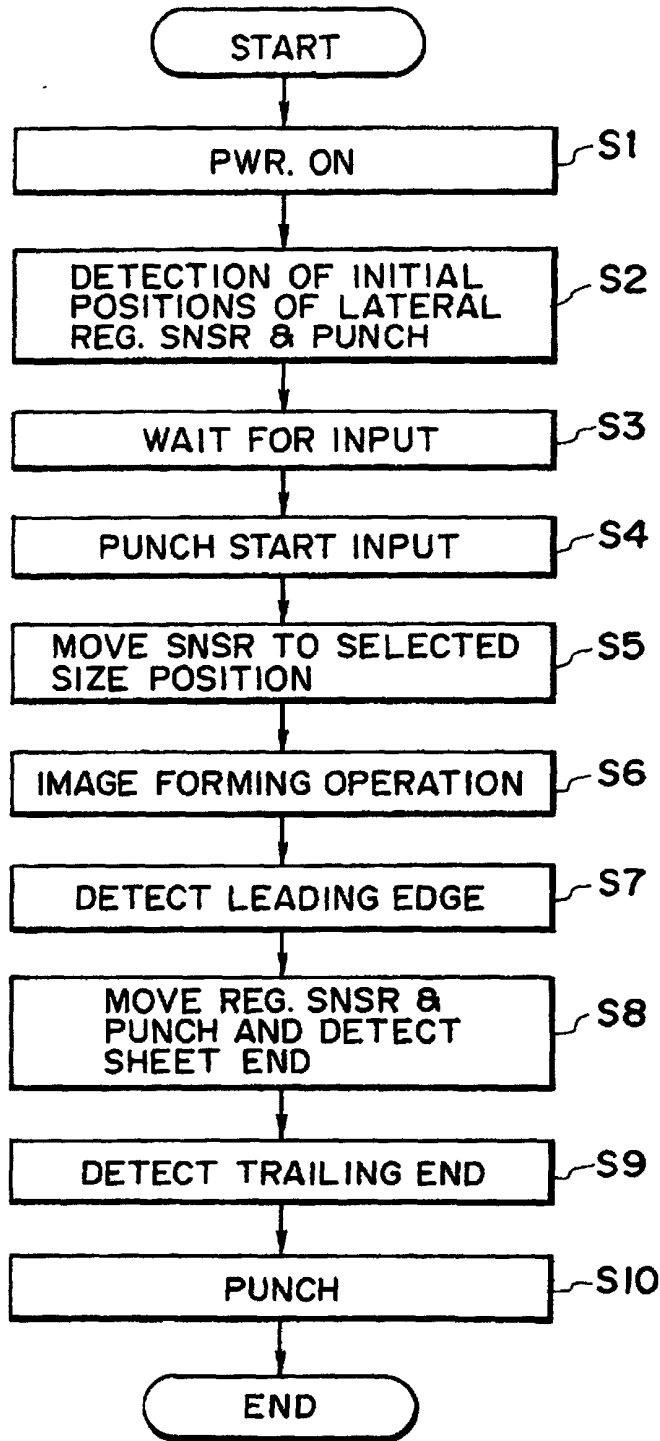 START
PWR. ON
S1
DETECTION OF INITIAL
POSITIONS OF LATERAL
REG. SNSR & PUNCH
S2
WAIT FOR INPUT
S3
PUNCH START INPUT
S4
MOVE SNSR TO SELECTED
SIZE POSITION
S5
IMAGE FORMING OPERATION
S6
DETECT LEADING EDGE
S7
MOVE REG. SNSR &
PUNCH AND DETECT
SHEET END
S8
DETECT TRAILING END
S9
PUNCH
S10
END